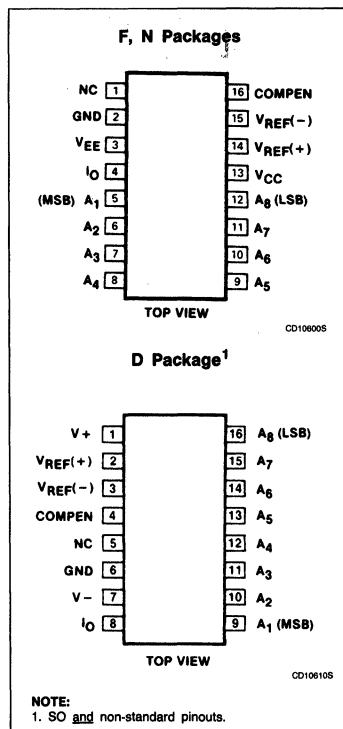 F, N Packages
NC 1 16 COMPEN
GND 2 15 VREF(−)
VEE 3 14 VREF(+)
IO 4 13 VCC
(MSB) A1 5 12 A8 (LSB)
A2 6 11 A7
A3 7 10 A6
A4 8 9 A5
TOP VIEW
CD10600S
D Package1
V+ 1 16 A8 (LSB)
VREF(+) 2 15 A7
VREF(−) 3 14 A6
COMPEN 4 13 A5
NC 5 12 A4
GND 6 11 A3
V− 7 10 A2
IO 8 9 A1 (MSB)
TOP VIEW
CD10610S
NOTE:
1. SO and non-standard pinouts.